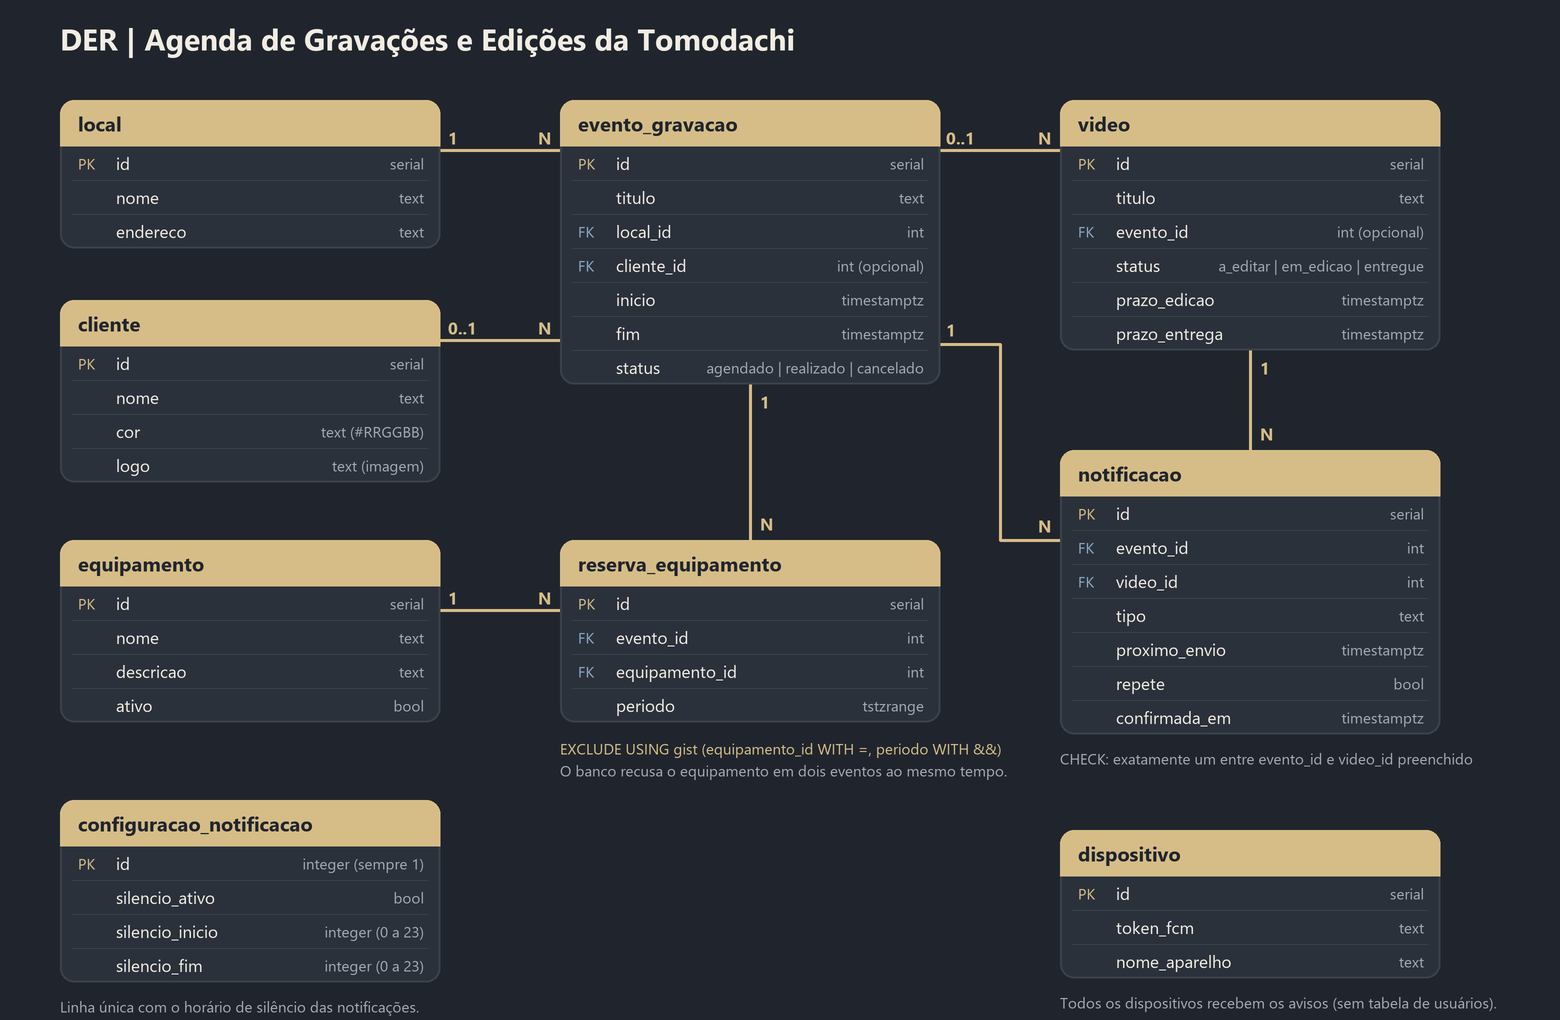 DER | Agenda de Gravações e Edições da Tomodachi
local
PK id serial
nome text
endereco text
1 N
evento_gravacao
PK id serial
titulo text
FK local_id int
FK cliente_id int (opcional)
inicio timestamptz
fim timestamptz
status agendado | realizado | cancelado
0..1 N
video
PK id serial
titulo text
FK evento_id int (opcional)
status a_editar | em_edicao | entregue
prazo_edicao timestamptz
prazo_entrega timestamptz
cliente
PK id serial
nome text
cor text (#RRGGBB)
logo text (imagem)
0..1 N
1
N
1
N
1
N
equipamento
PK id serial
nome text
descricao text
ativo bool
1 N
reserva_equipamento
PK id serial
FK evento_id int
FK equipamento_id int
periodo tstzrange
EXCLUDE USING gist (equipamento_id WITH =, periodo WITH &&)
O banco recusa o equipamento em dois eventos ao mesmo tempo.
notificacao
PK id serial
FK evento_id int
FK video_id int
tipo text
proximo_envio timestamptz
repete bool
confirmada_em timestamptz
CHECK: exatamente um entre evento_id e video_id preenchido
configuracao_notificacao
PK id integer (sempre 1)
silencio_ativo bool
silencio_inicio integer (0 a 23)
silencio_fim integer (0 a 23)
Linha única com o horário de silêncio das notificações.
dispositivo
PK id serial
token_fcm text
nome_aparelho text
Todos os dispositivos recebem os avisos (sem tabela de usuários).